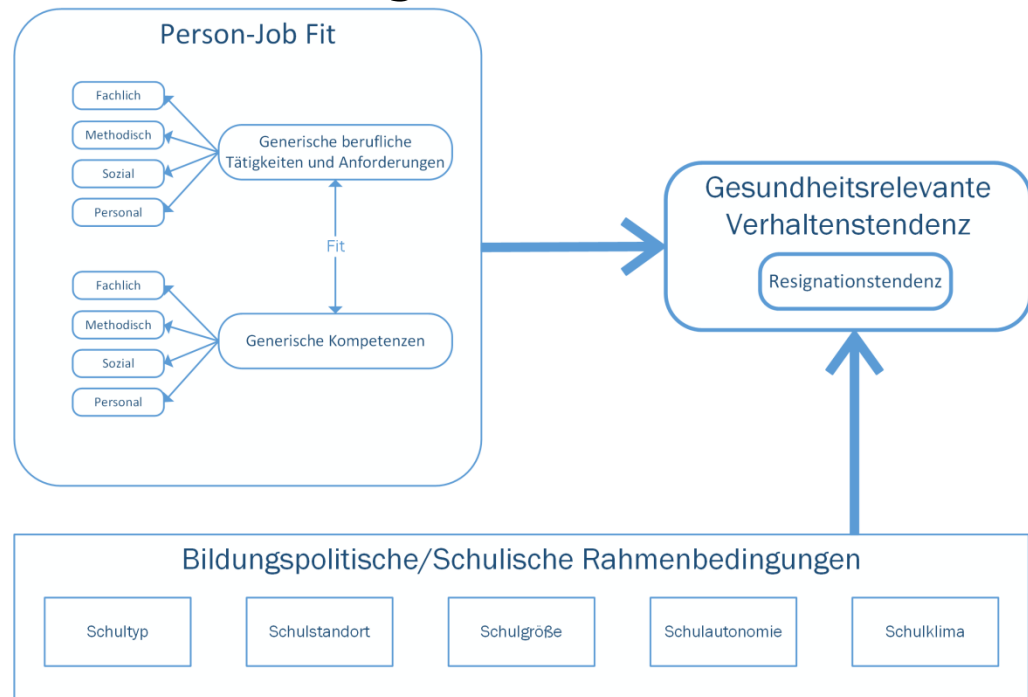 Person-Job Fit
Fachlich
Methodisch
Sozial
Personal
Generische berufliche
Tätigkeiten und Anforderungen
Fit
Fachlich
Methodisch
Sozial
Personal
Generische Kompetenzen
Gesundheitsrelevante
Verhaltenstendenz
Resignationstendenz
Bildungspolitische/Schulische Rahmenbedingungen
Schultyp
Schulstandort
Schulgröße
Schulautonomie
Schulklima